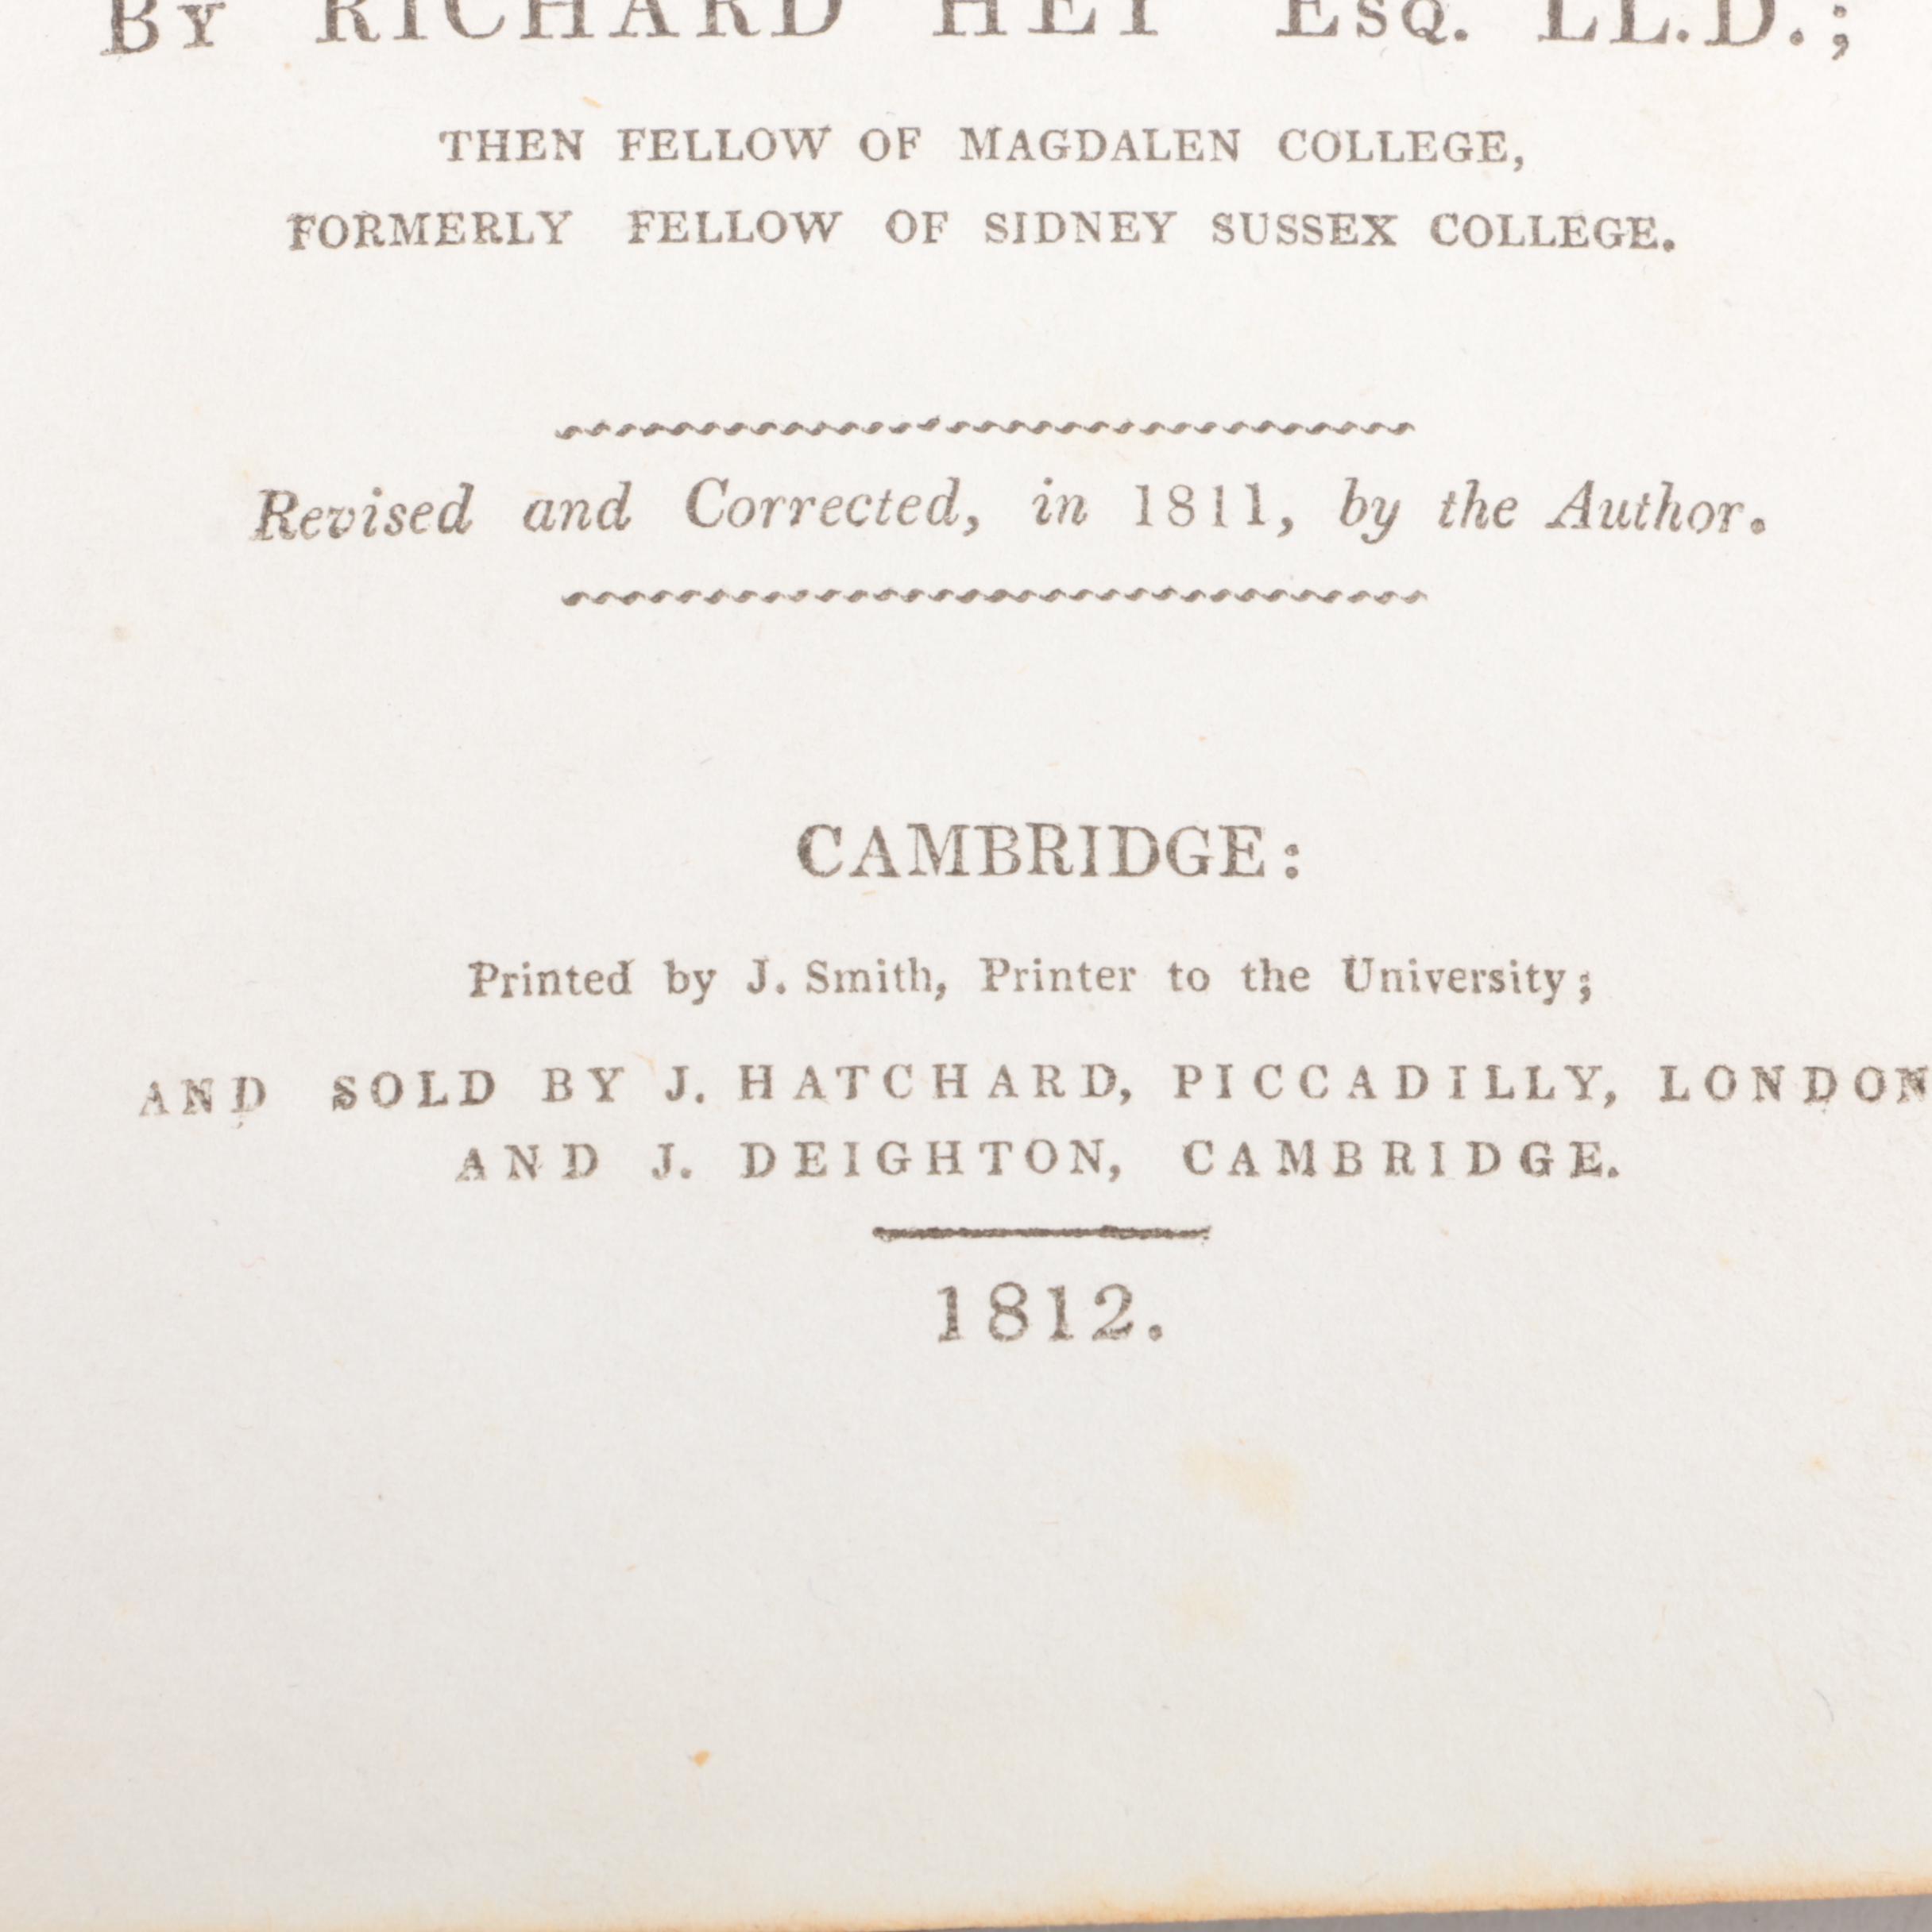 By RICHARD HEY Esq. LL.D.;
THEN FELLOW OF MAGDALEN COLLEGE,
FORMERLY FELLOW OF SIDNEY SUSSEX COLLEGE.
Revised and Corrected, in 1811, by the Author.
CAMBRIDGE:
Printed by J. Smith, Printer to the University;
AND SOLD BY J. HATCHARD, PICCADILLY, LONDON
AND J. DEIGHTON, CAMBRIDGE.
1812.